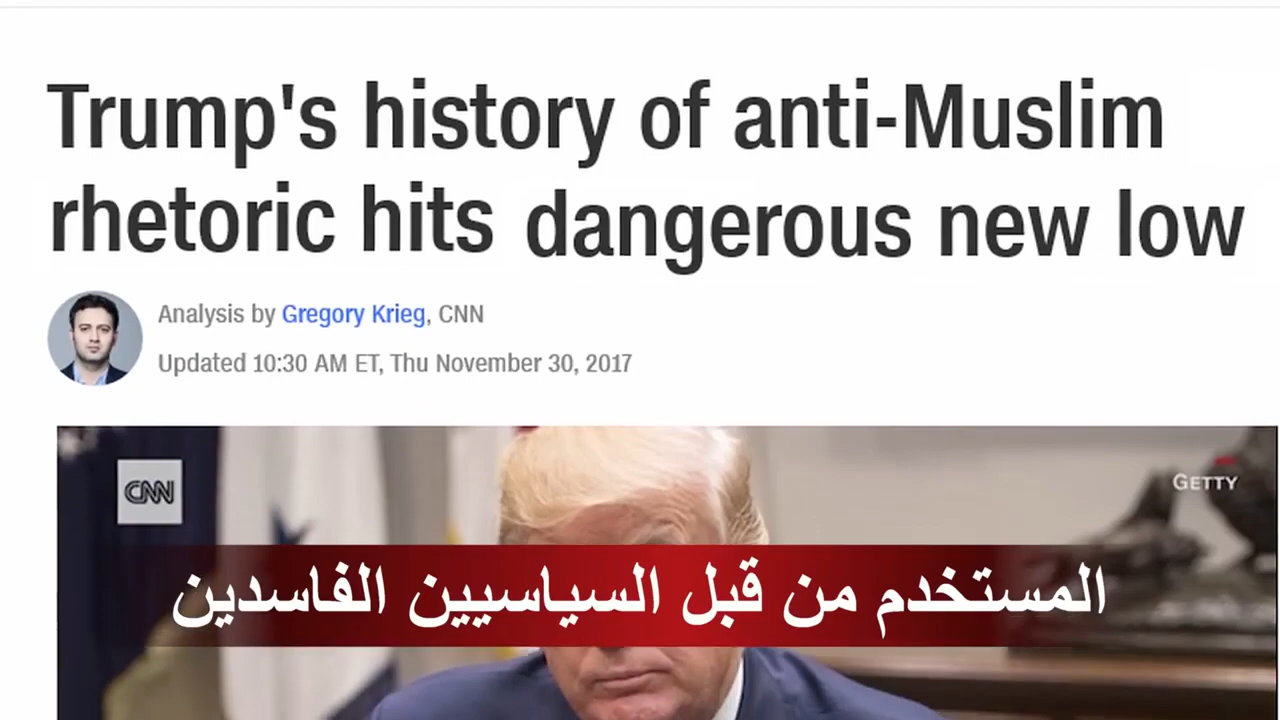 Trump's history of anti-Muslim
rhetoric hits dangerous new low
Analysis by Gregory Krieg, CNN
Updated 10:30 AM ET, Thu November 30, 2017
CNN
GETTY
المستخدم من قبل السياسيين الفاسدين